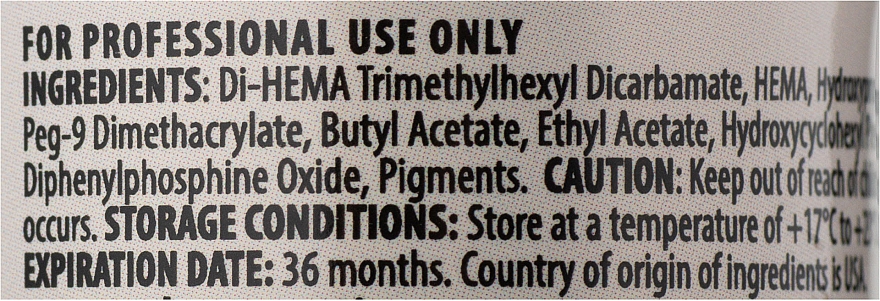 FOR PROFESSIONAL USE ONLY
INGREDIENTS: Di-HEMA Trimethylhexyl Dicarbamate, HEMA,
Peg-9 Dimethacrylate, Butyl Acetate, Ethyl Acetate,
Diphenylphosphine Oxide, Pigments. CAUTION: Keep out of reach of
occurs. STORAGE CONDITIONS: Store at a temperature of +17°C to
EXPIRATION DATE: 36 months. Country of origin of ingredients is USA.